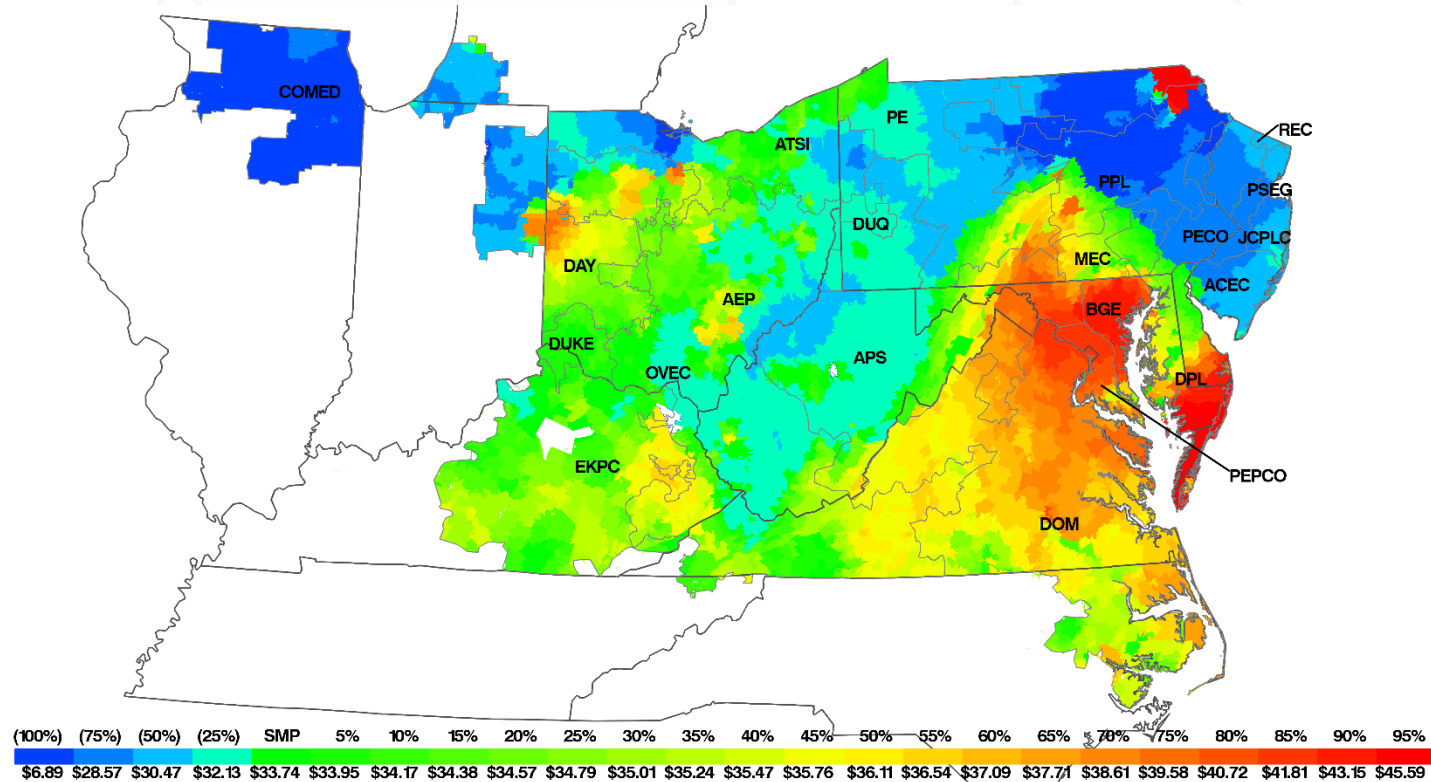 COMED
REC
PE
ATSI
PPL
PSEG
DUQ
PECO JCPLC
MEC
DAY
ACEC
AEP
BGE
DUKE
APS
OVEC
DPL
EKPC
PEPCO
DOM
(100%) (75%) (50%) (25%) SMP 5% 10% 15% 20% 25% 30% 35% 40% 45% 50% 55% 60% 65% 70% 75% 80% 85% 90% 95%
$6.89 $28.57 $30.47 $32.13 $33.74 $33.95 $34.17 $34.38 $34.57 $34.79 $35.01 $35.24 $35.47 $35.76 $36.11 $36.54 $37.09 $37.71 $38.61 $39.58 $40.72 $41.81 $43.15 $45.59